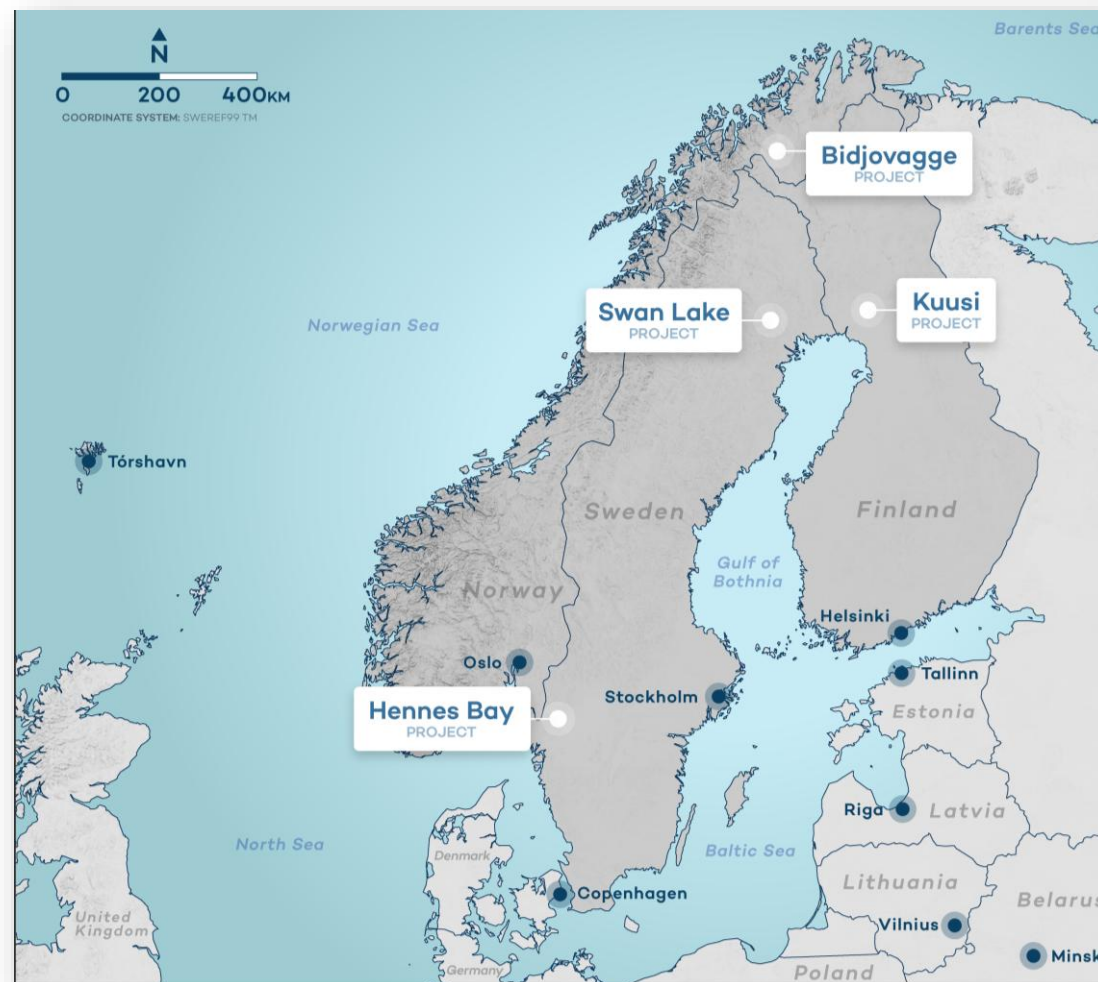 Barents Sea
N
0 200 400KM
COORDINATE SYSTEM: SWEREF99 TM
Bidjovagge
PROJECT
Swan Lake
PROJECT
Kuusi
PROJECT
Norwegian Sea
Tórshavn
Sweden
Finland
Gulf of
Bothnia
Norway
Helsinki
Oslo
Tallinn
Stockholm
Hennes Bay
PROJECT
Estonia
Riga
Latvia
North Sea
Baltic Sea
Denmark
Lithuania
Copenhagen
Belarus
United
Kingdom
Vilnius
Minsk
Germany
Poland